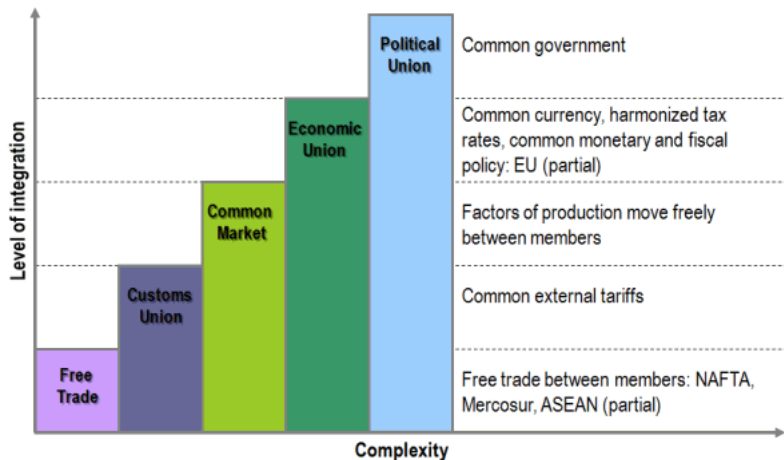 Political
Union
Common government
Economic
Union
Common currency, harmonized tax
rates, common monetary and fiscal
policy: EU (partial)
Common
Market
Factors of production move freely
between members
Customs
Union
Common external tariffs
Free
Trade
Free trade between members: NAFTA,
Mercosur, ASEAN (partial)
Level of integration
Complexity